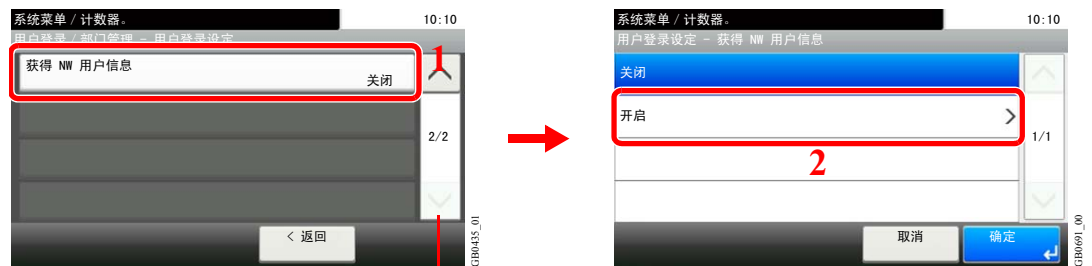 系统菜单 / 计数器。
10:10
用户登录 / 部门管理 - 用户登录设定
获得 NW 用户信息
关闭
1
2/2
< 返回
GB0435_01
系统菜单 / 计数器。
10:10
用户登录设定 - 获得 NW 用户信息
关闭
开启
1/1
2
取消
确定
GB0691_00